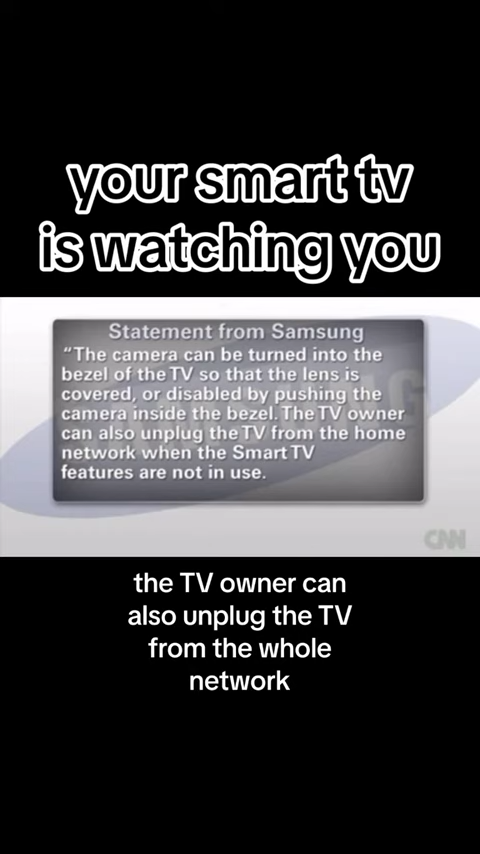 your smart tv
is watching you
Statement from Samsung
“The camera can be turned into the
bezel of the TV so that the lens is
covered, or disabled by pushing the
camera inside the bezel. The TV owner
can also unplug the TV from the home
network when the Smart TV
features are not in use.
CNN
the TV owner can
also unplug the TV
from the whole
network